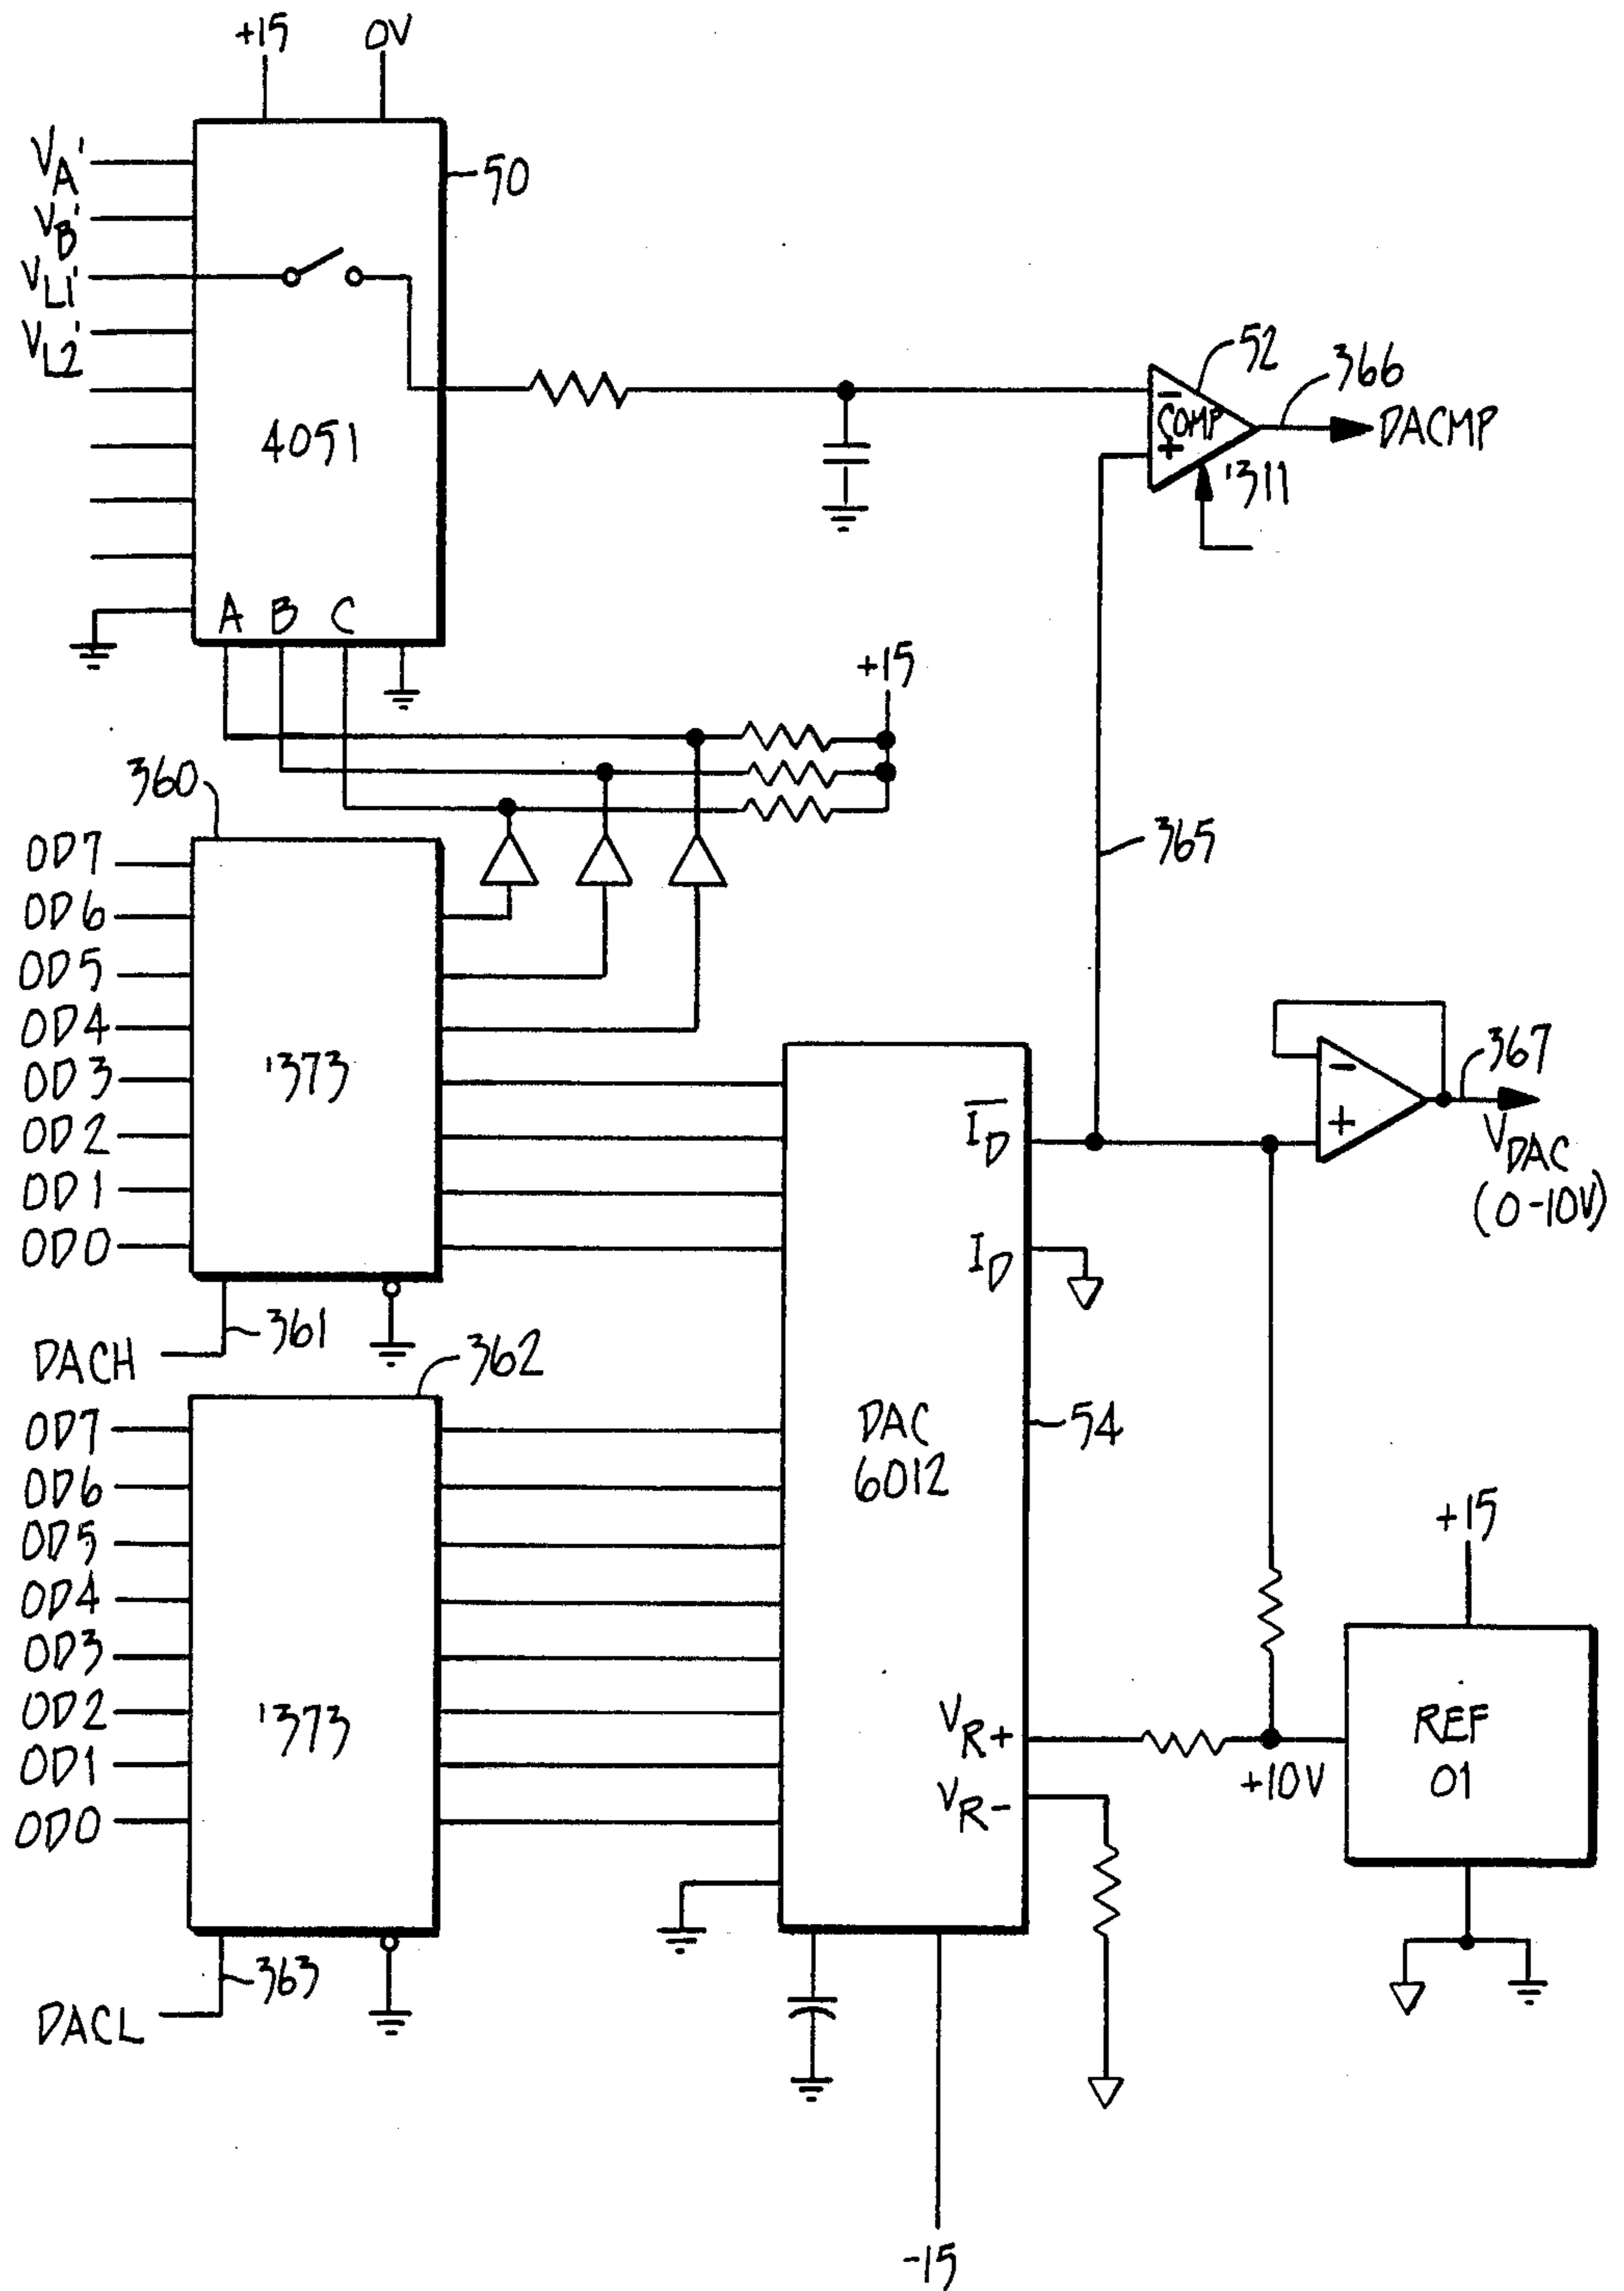 +15
0V
VA'
VB'
VL1'
VL2'
50
4051
A B C
52
- COMP +
'311
366
DACMP
+15
360
OD7
OD6
OD5
OD4
OD3
OD2
OD1
OD0
'373
361
DACH
365
367
- +
VDAC
(0-10V)
362
OD7
OD6
OD5
OD4
OD3
OD2
OD1
OD0
'373
363
DACL
ID
ID
DAC
6012
54
VR+
VR-
+10V
+15
REF
01
-15